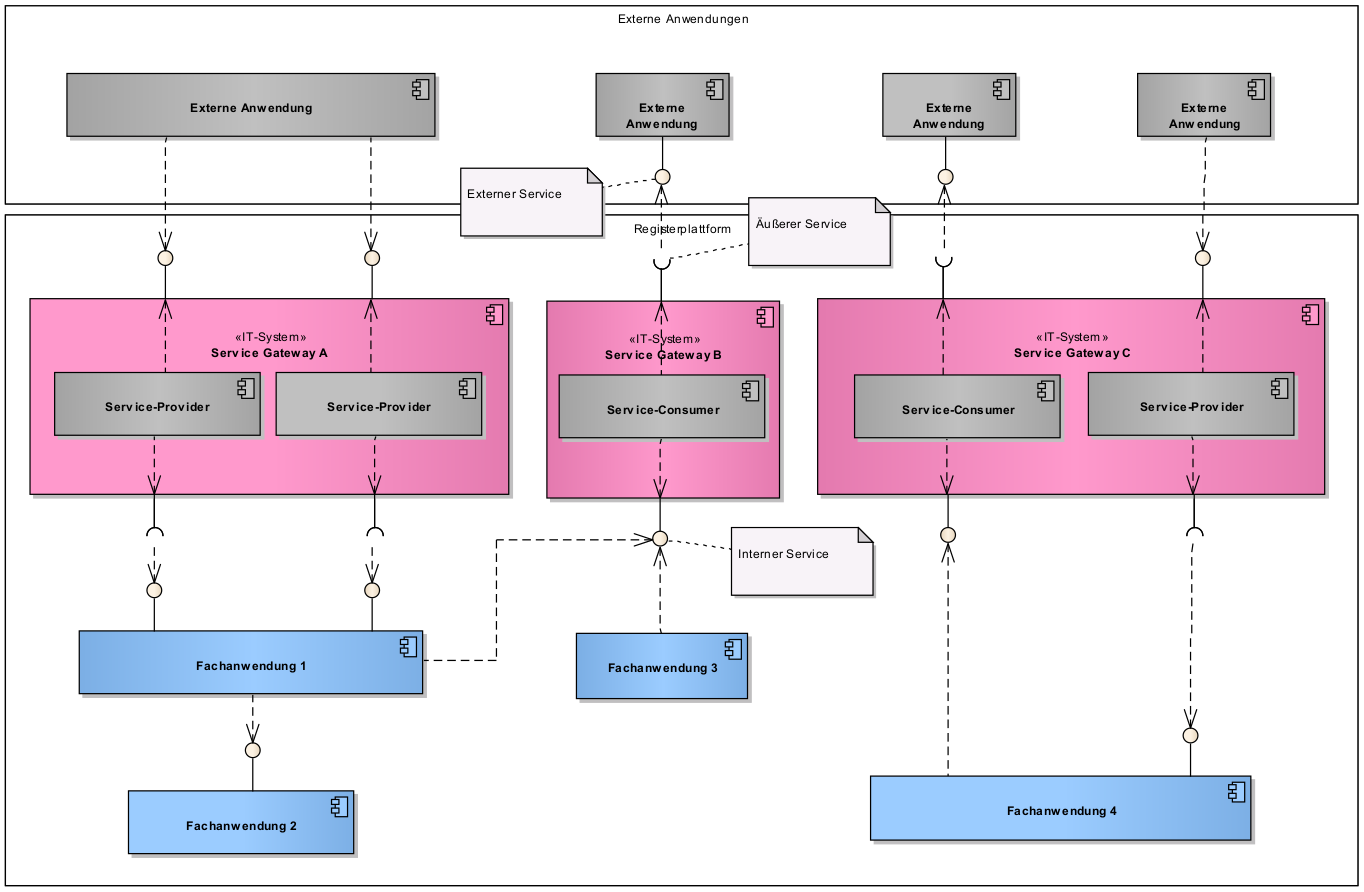 Externe Anwendungen
Externe Anwendung
Externe
Anwendung
Externe
Anwendung
Externe
Anwendung
Externer Service
Äußerer Service
Registerplattform
«IT-System»
Service Gateway A
Service-Provider
Service-Provider
«IT-System»
Service Gateway B
Service-Consumer
«IT-System»
Service Gateway C
Service-Consumer
Service-Provider
Interner Service
Fachanwendung 1
Fachanwendung 3
Fachanwendung 2
Fachanwendung 4